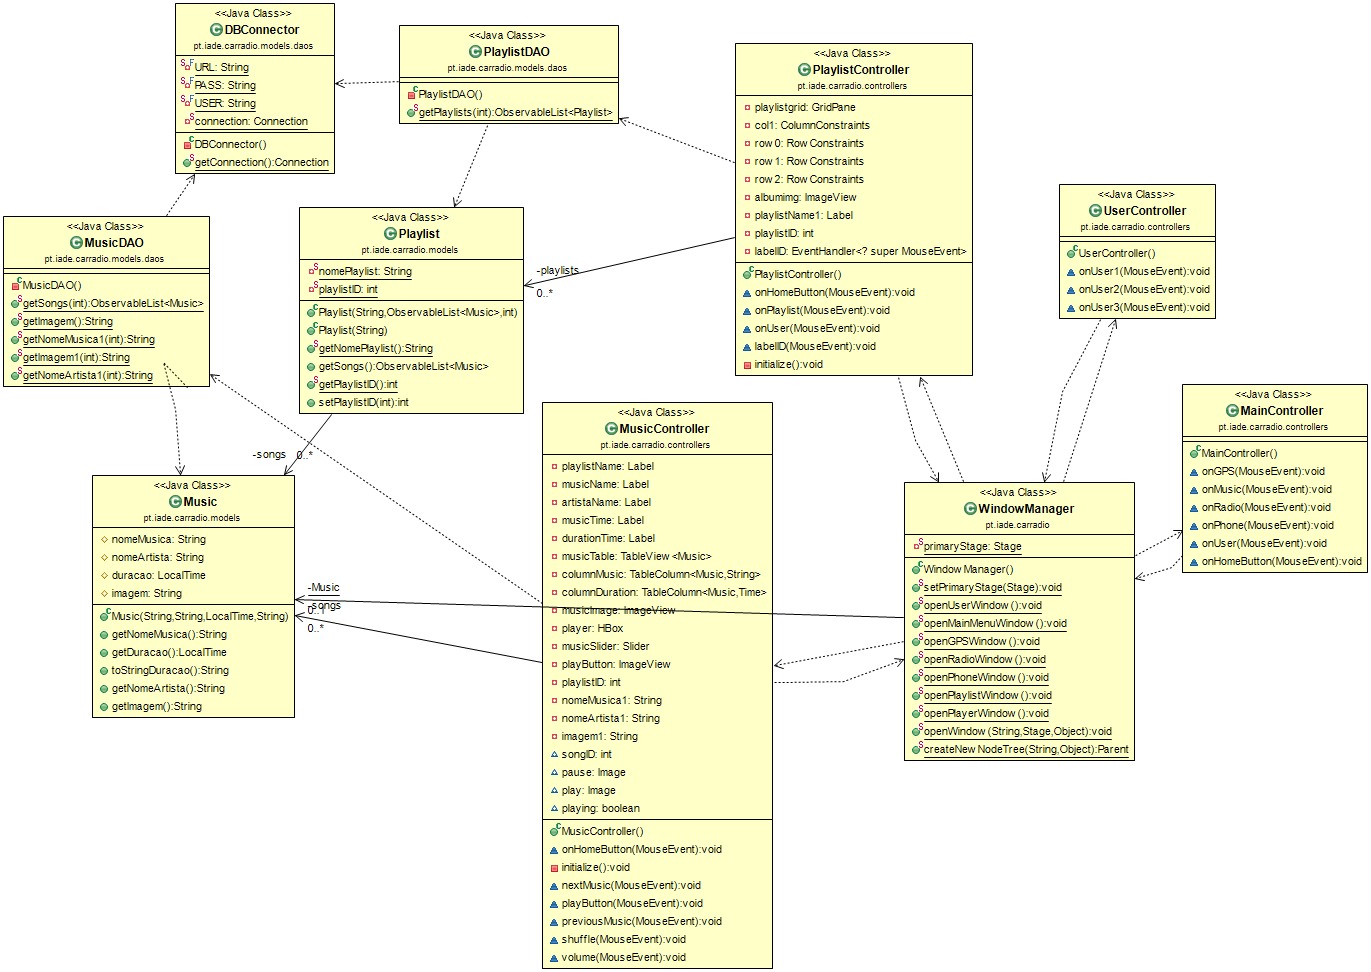 <<Java Class>>
DBConnector
pt.iade.carradio.models.daos
URL: String
PASS: String
USER: String
connection: Connection
DBConnector()
getConnection():Connection
<<Java Class>>
PlaylistDAO
pt.iade.carradio.models.daos
PlaylistDAO()
getPlaylists(int):ObservableList<Playlist>
<<Java Class>>
PlaylistController
pt.iade.carradio.controllers
playlistgrid: GridPane
col1: ColumnConstraints
row0: RowConstraints
row1: RowConstraints
row2: RowConstraints
albumimg: ImageView
playlistName1: Label
playlistID: int
labelID: EventHandler<? super MouseEvent>
PlaylistController()
onHomeButton(MouseEvent):void
onPlaylist(MouseEvent):void
onUser(MouseEvent):void
labelID(MouseEvent):void
initialize():void
<<Java Class>>
UserController
pt.iade.carradio.controllers
UserController()
onUser1(MouseEvent):void
onUser2(MouseEvent):void
onUser3(MouseEvent):void
<<Java Class>>
MusicDAO
pt.iade.carradio.models.daos
MusicDAO()
getSongs(int):ObservableList<Music>
getImagem():String
getNomeMusica1(int):String
getImagem1(int):String
getNomeArtista1(int):String
<<Java Class>>
Playlist
pt.iade.carradio.models
nomePlaylist: String
playlistID: int
Playlist(String,ObservableList<Music>,int)
Playlist(String)
getNomePlaylist():String
getSongs():ObservableList<Music>
getPlaylistID():int
setPlaylistID(int):int
-playlists
0..*
-songs
0..*
<<Java Class>>
MainController
pt.iade.carradio.controllers
MainController()
onGPS(MouseEvent):void
onMusic(MouseEvent):void
onRadio(MouseEvent):void
onPhone(MouseEvent):void
onUser(MouseEvent):void
onHomeButton(MouseEvent):void
<<Java Class>>
MusicController
pt.iade.carradio.controllers
playlistName: Label
musicName: Label
artistaName: Label
musicTime: Label
durationTime: Label
musicTable: TableView<Music>
columnMusic: TableColumn<Music,String>
columnDuration: TableColumn<Music,Time>
musicImage: ImageView
player: HBox
musicSlider: Slider
playButton: ImageView
playlistID: int
nomeMusica1: String
nomeArtista1: String
imagem1: String
songID: int
pause: Image
play: Image
playing: boolean
MusicController()
onHomeButton(MouseEvent):void
initialize():void
nextMusic(MouseEvent):void
playButton(MouseEvent):void
previousMusic(MouseEvent):void
shuffle(MouseEvent):void
volume(MouseEvent):void
<<Java Class>>
Music
pt.iade.carradio.models
nomeMusica: String
nomeArtista: String
duracao: LocalTime
imagem: String
Music(String,String,LocalTime,String)
getNomeMusica():String
getDuracao():LocalTime
toStringDuracao():String
getNomeArtista():String
getImagem():String
-Music
-songs
0..1
0..*
<<Java Class>>
WindowManager
pt.iade.carradio
primaryStage: Stage
WindowManager()
setPrimaryStage(Stage):void
openUserWindow():void
openMainMenuWindow():void
openGPSWindow():void
openRadioWindow():void
openPhoneWindow():void
openPlaylistWindow():void
openPlayerWindow():void
openWindow(String,Stage,Object):void
createNewNodeTree(String,Object):Parent